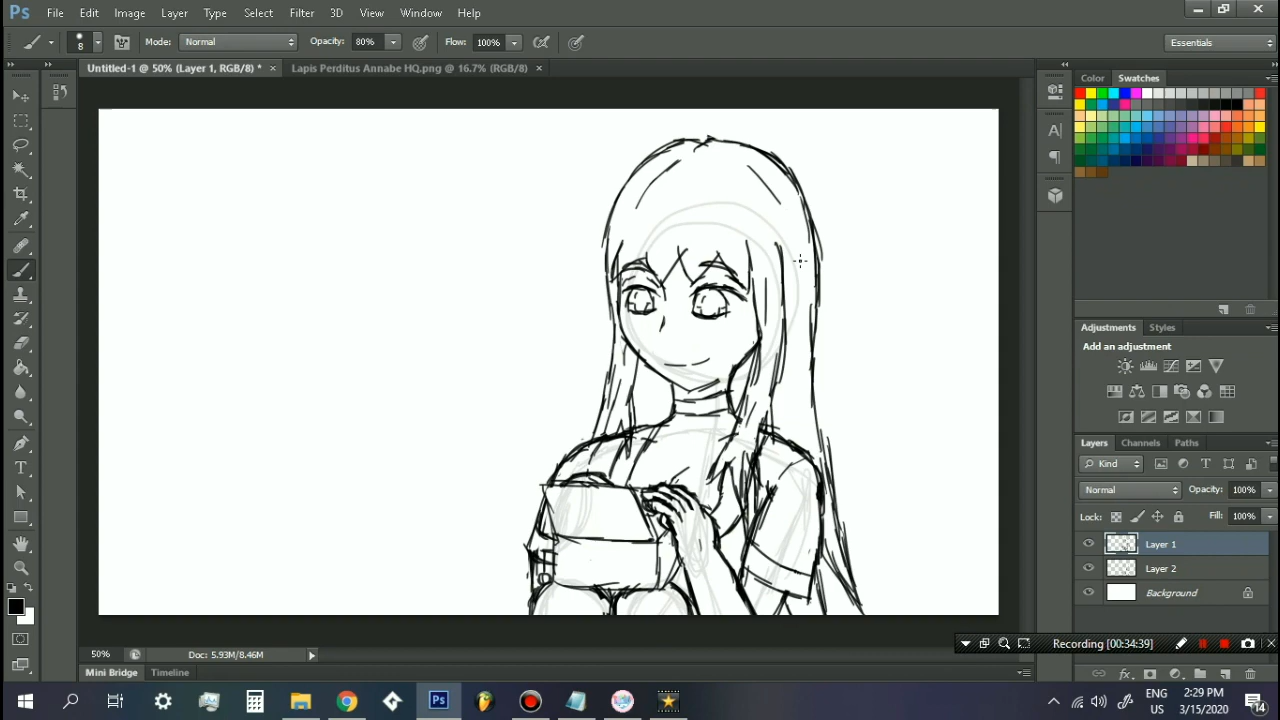 Ps File Edit Image Layer Type Select Filter 3D View Window Help
8 Mode: Normal Opacity: 80% Flow: 100% Essentials
Untitled-1 @ 50% (Layer 1, RGB/8) * × Lapis Perditus Annabe HQ.png @ 16.7% (RGB/8) ×
Color Swatches
Adjustments Styles
Add an adjustment
Layers Channels Paths
Kind
Normal Opacity: 100%
Lock: Fill: 100%
Layer 1
Layer 2
Background
Recording [00:34:39]
50% Doc: 5.93M/8.46M
Mini Bridge Timeline
Ps ENG 2:29 PM
US 3/15/2020 14